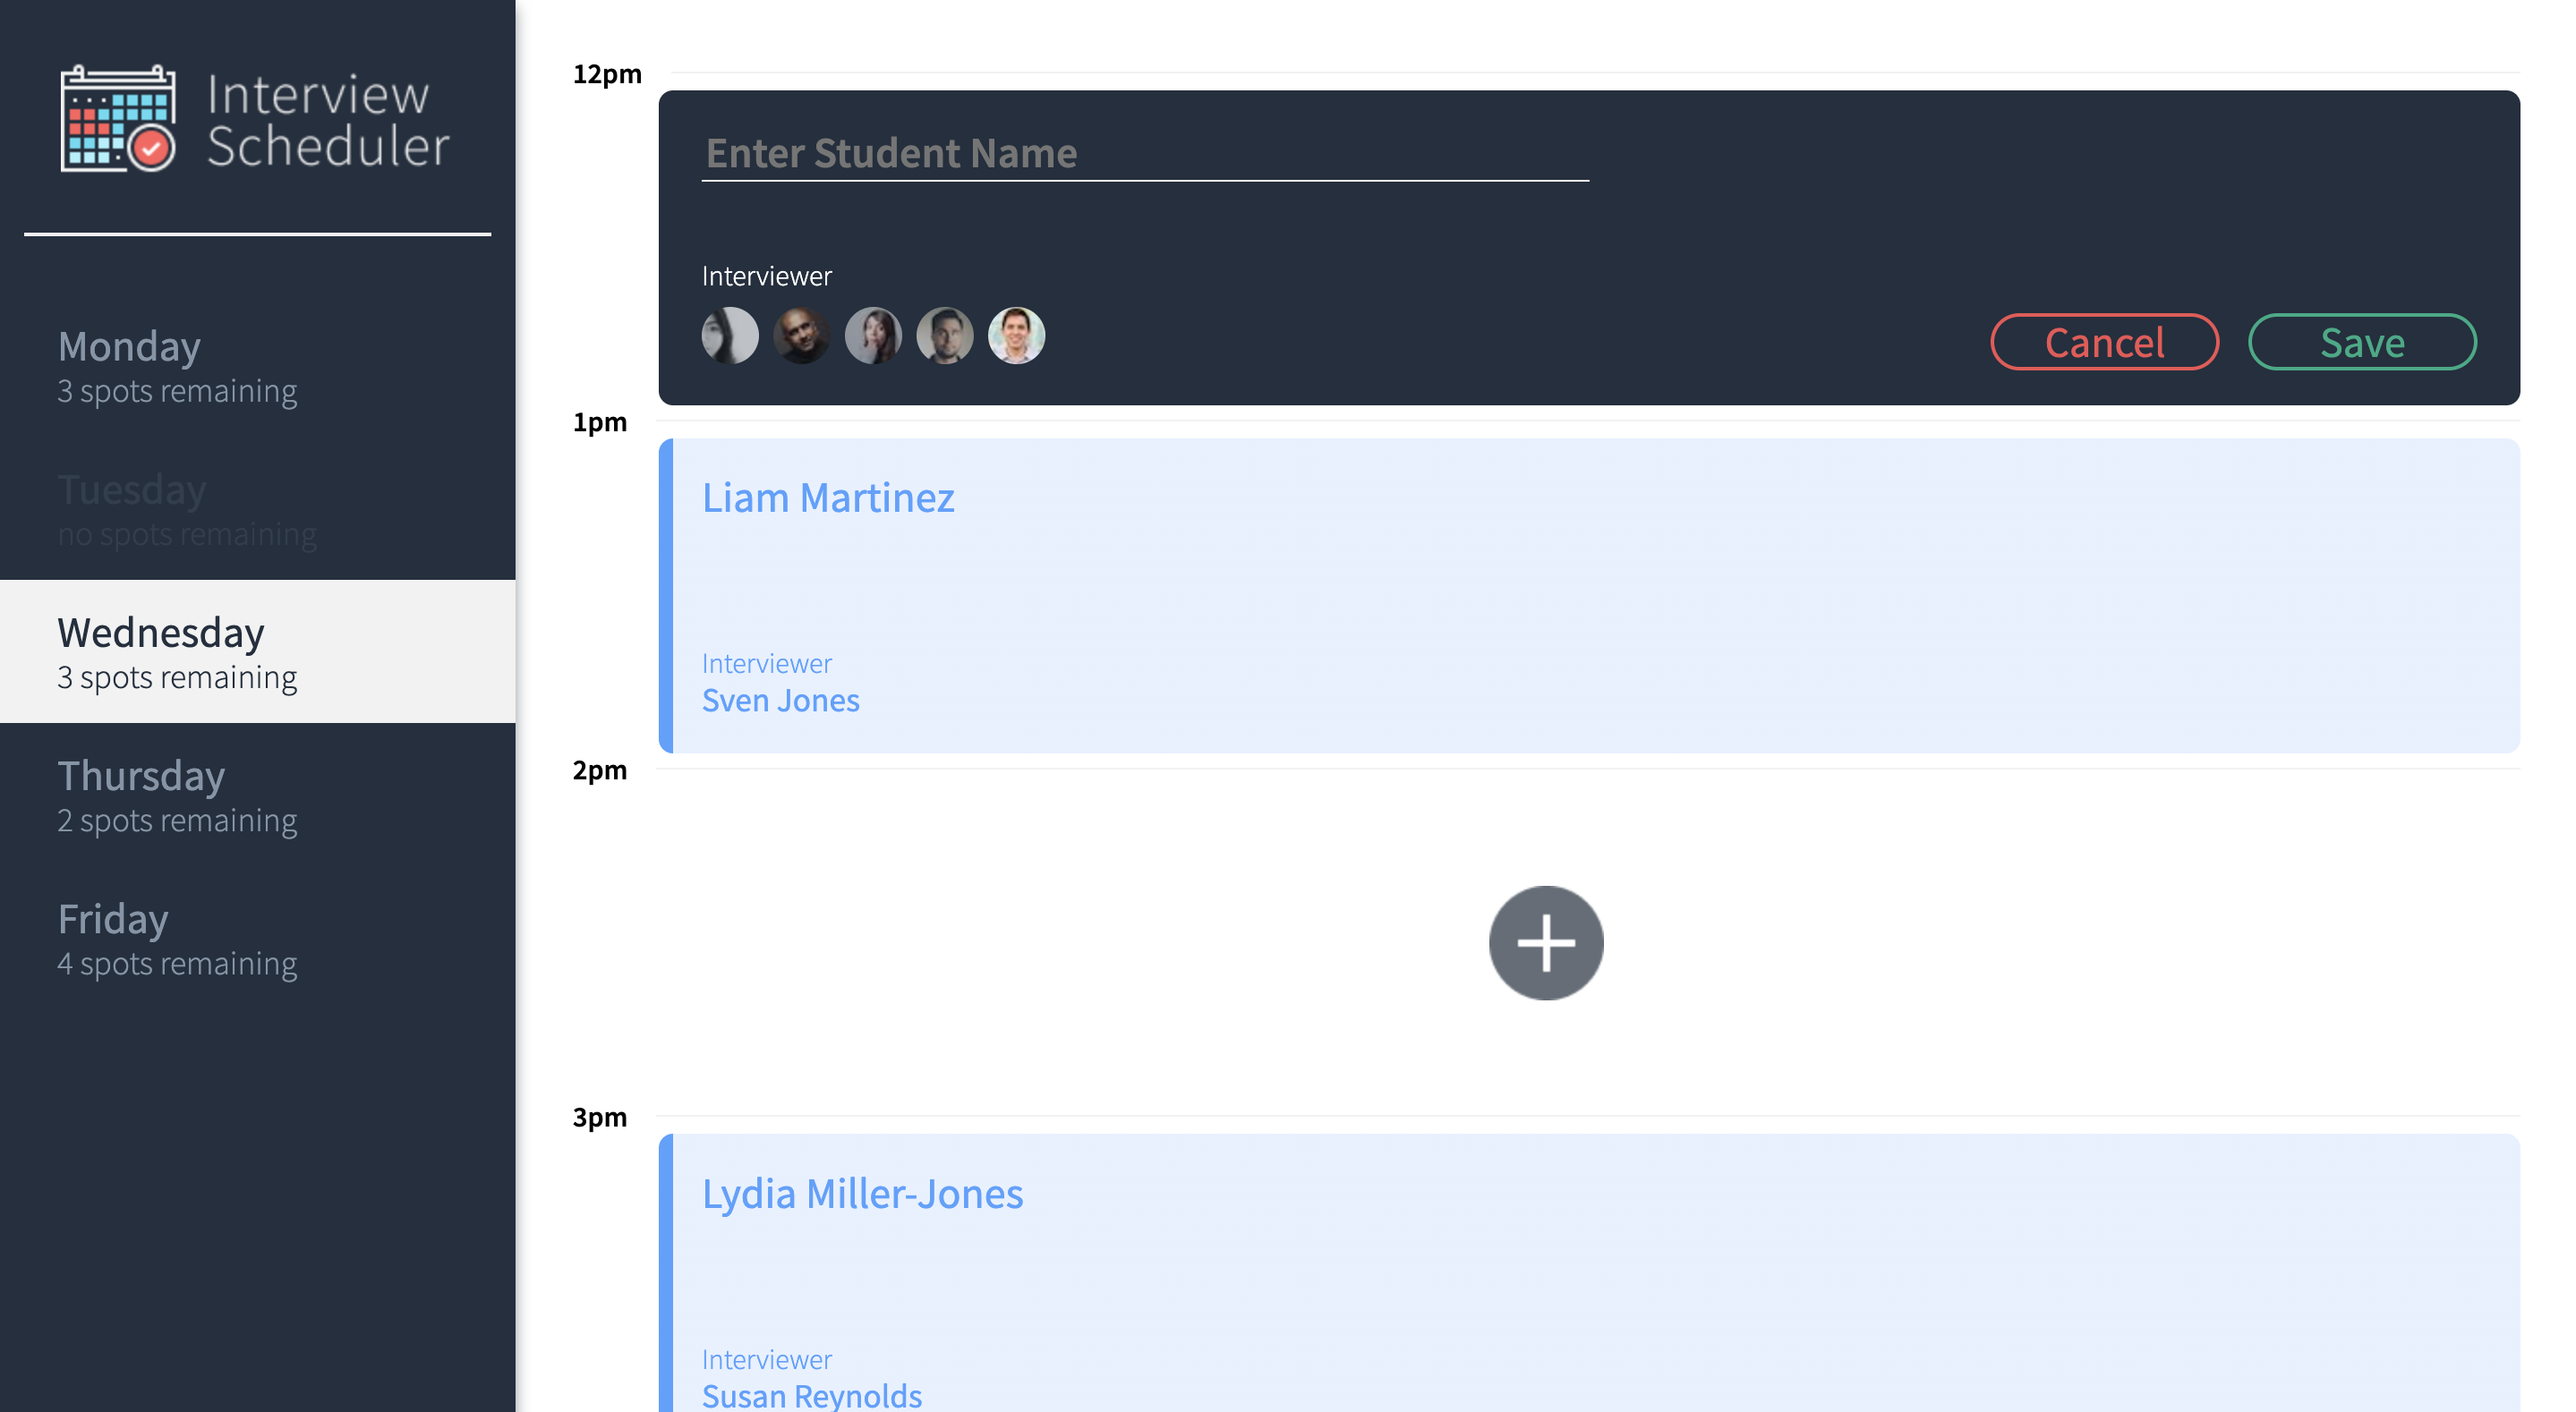 Interview
Scheduler
Monday
3 spots remaining
Tuesday
no spots remaining
Wednesday
3 spots remaining
Thursday
2 spots remaining
Friday
4 spots remaining
12pm
Enter Student Name
Interviewer
Cancel
Save
1pm
Liam Martinez
Interviewer
Sven Jones
2pm
3pm
Lydia Miller-Jones
Interviewer
Susan Reynolds